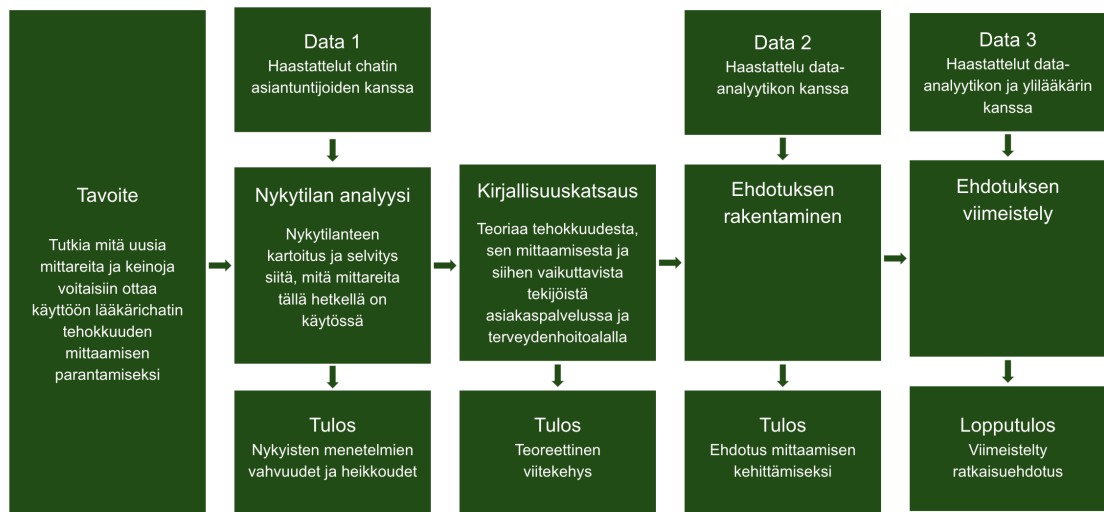 Tavoite
Tutkia mitä uusia
mittareita ja keinoja
voitaisiin ottaa
käyttöön lääkärichatin
tehokkuuden
mittaamisen
parantamiseksi
Data 1
Haastattelut chatin
asiantuntijoiden kanssa
Nykytilan analyysi
Nykytilanteen
kartoitus ja selvitys
siitä, mitä mittareita
tällä hetkellä on
käytössä
Tulos
Nykyisten menetelmien
vahvuudet ja heikkoudet
Kirjallisuuskatsaus
Teoriaa tehokkuudesta,
sen mittaamisesta ja
siihen vaikuttavista
tekijöistä
asiakaspalvelussa ja
terveydenhoitoalalla
Tulos
Teoreettinen
viitekehys
Data 2
Haastattelu data-
analyytikon kanssa
Ehdotuksen
rakentaminen
Tulos
Ehdotus mittaamisen
kehittämiseksi
Data 3
Haastattelut data-
analyytikon ja ylilääkärin
kanssa
Ehdotuksen
viimeistely
Lopputulos
Viimeistelty
ratkaisuehdotus